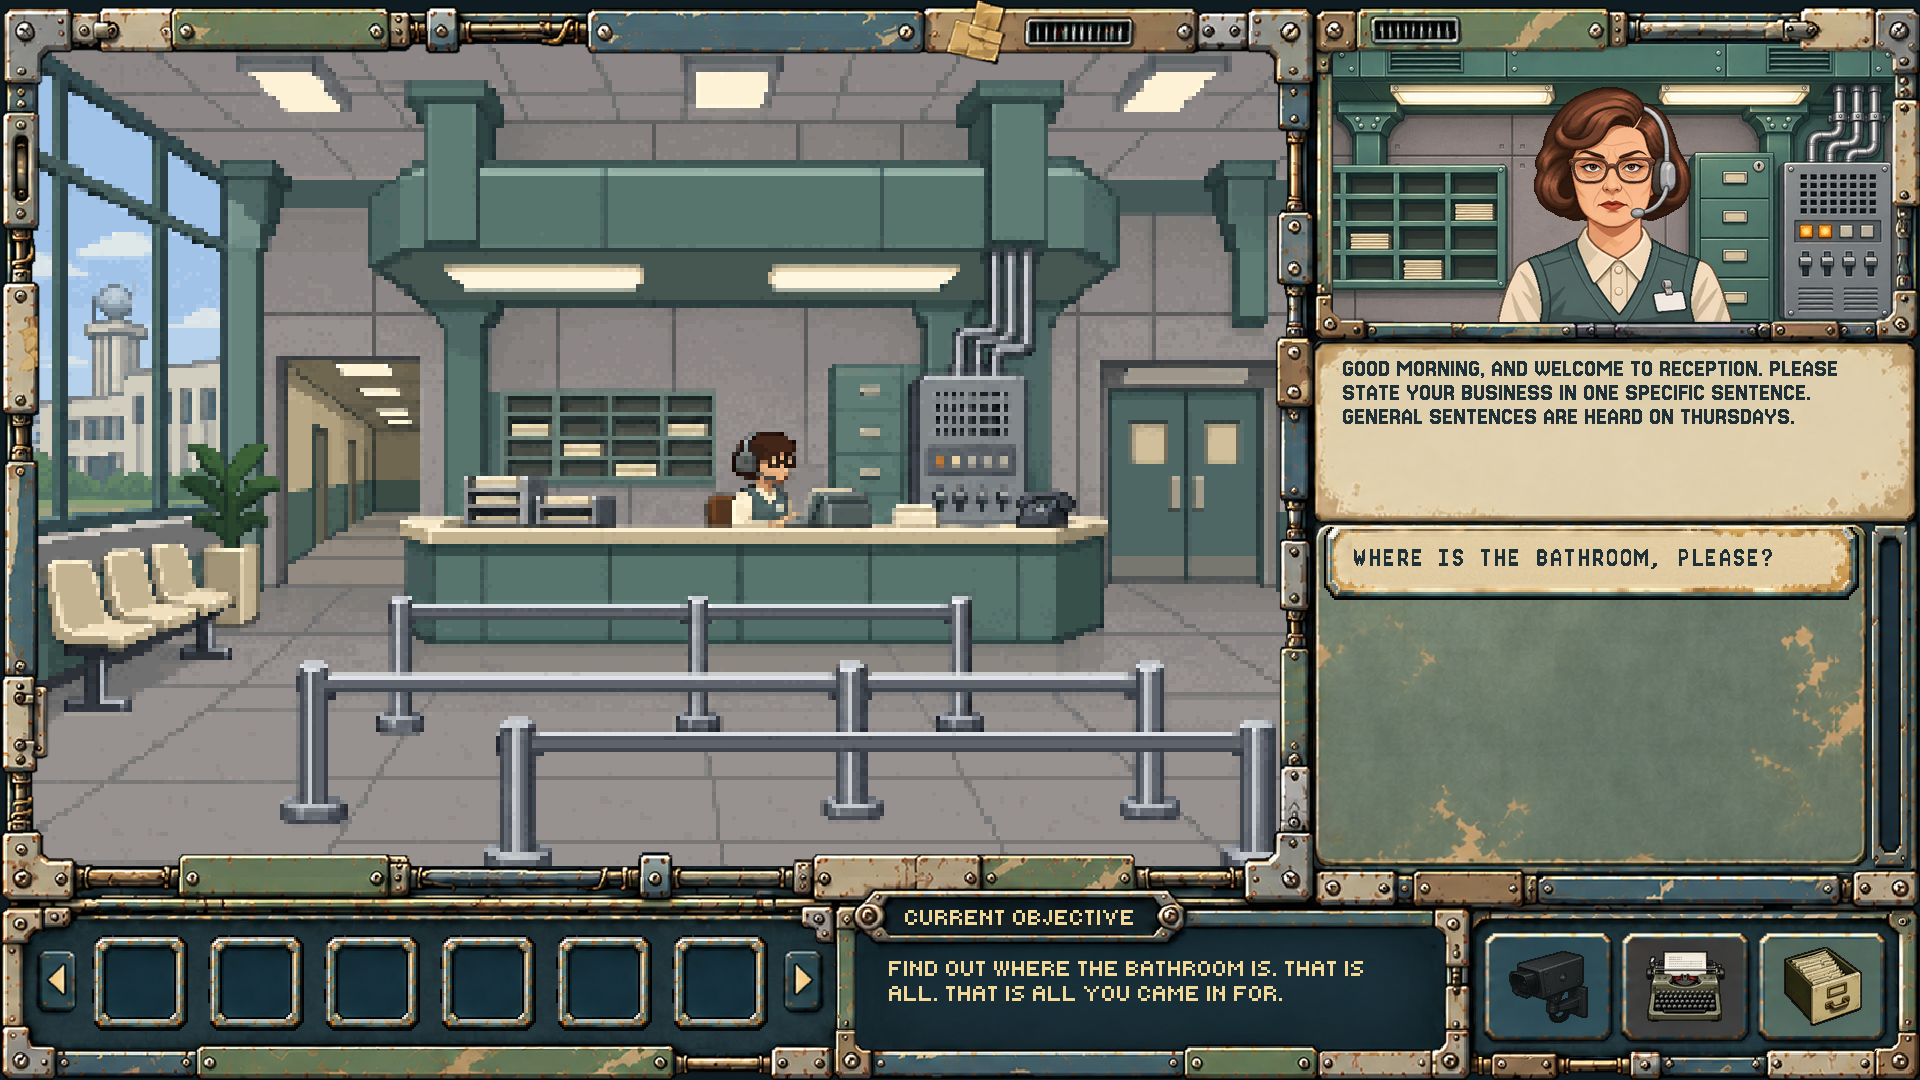 GOOD MORNING, AND WELCOME TO RECEPTION. PLEASE
STATE YOUR BUSINESS IN ONE SPECIFIC SENTENCE.
GENERAL SENTENCES ARE HEARD ON THURSDAYS.
WHERE IS THE BATHROOM, PLEASE?
CURRENT OBJECTIVE
FIND OUT WHERE THE BATHROOM IS. THAT IS
ALL. THAT IS ALL YOU CAME IN FOR.